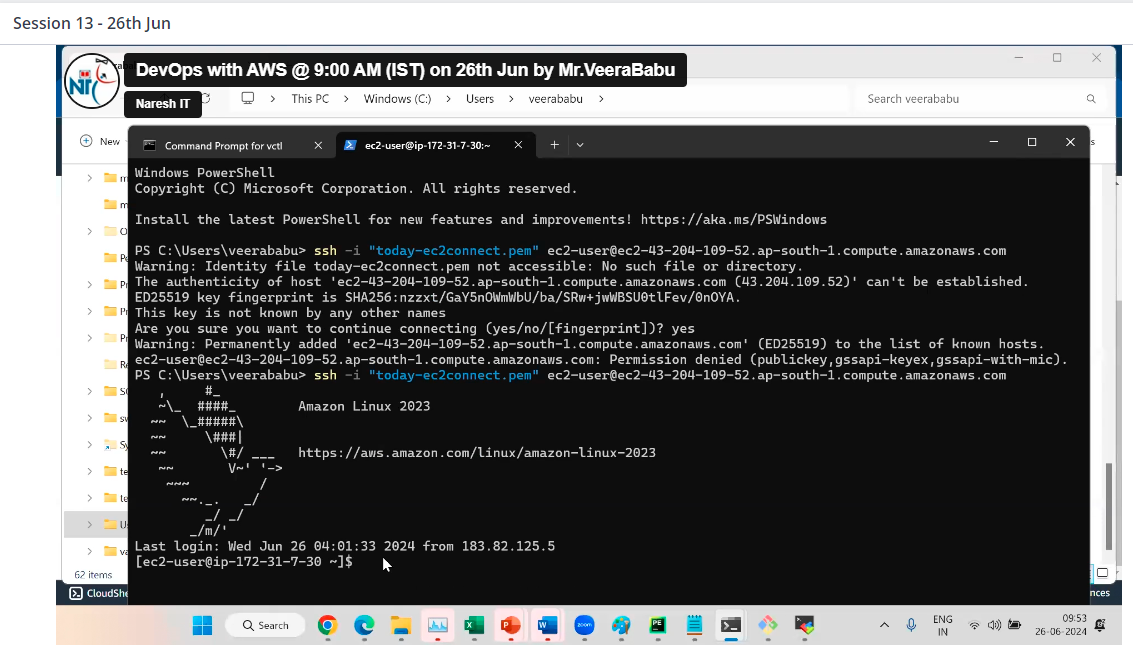 Session 13 - 26th Jun
DevOps with AWS @ 9:00 AM (IST) on 26th Jun by Mr.VeeraBabu
Naresh IT
This PC > Windows (C:) > Users > veerababu >
Search veerababu
New
Command Prompt for vctl
ec2-user@ip-172-31-7-30:~
Windows PowerShell
Copyright (C) Microsoft Corporation. All rights reserved.
Install the latest PowerShell for new features and improvements! https://aka.ms/PSWindows
PS C:\Users\veerababu> ssh -i "today-ec2connect.pem" ec2-user@ec2-43-204-109-52.ap-south-1.compute.amazonaws.com
Warning: Identity file today-ec2connect.pem not accessible: No such file or directory.
The authenticity of host 'ec2-43-204-109-52.ap-south-1.compute.amazonaws.com (43.204.109.52)' can't be established.
ED25519 key fingerprint is SHA256:nzzxt/GaY5nOWmWbU/ba/SRw+jwWBSU0tlFev/0nOYA.
This key is not known by any other names
Are you sure you want to continue connecting (yes/no/[fingerprint])? yes
Warning: Permanently added 'ec2-43-204-109-52.ap-south-1.compute.amazonaws.com' (ED25519) to the list of known hosts.
ec2-user@ec2-43-204-109-52.ap-south-1.compute.amazonaws.com: Permission denied (publickey,gssapi-keyex,gssapi-with-mic).
PS C:\Users\veerababu> ssh -i "today-ec2connect.pem" ec2-user@ec2-43-204-109-52.ap-south-1.compute.amazonaws.com
   ,     #_
   ~\_  ####_        Amazon Linux 2023
  ~~  \_#####\
  ~~     \###|
  ~~       \#/ ___   https://aws.amazon.com/linux/amazon-linux-2023
   ~~       V~' '->
    ~~~         /
      ~~._.   _/
         _/ _/
       _/m/'
Last login: Wed Jun 26 04:01:33 2024 from 183.82.125.5
[ec2-user@ip-172-31-7-30 ~]$
62 items
CloudShe
nces
Search
zoom
ENG
IN
09:53
26-06-2024